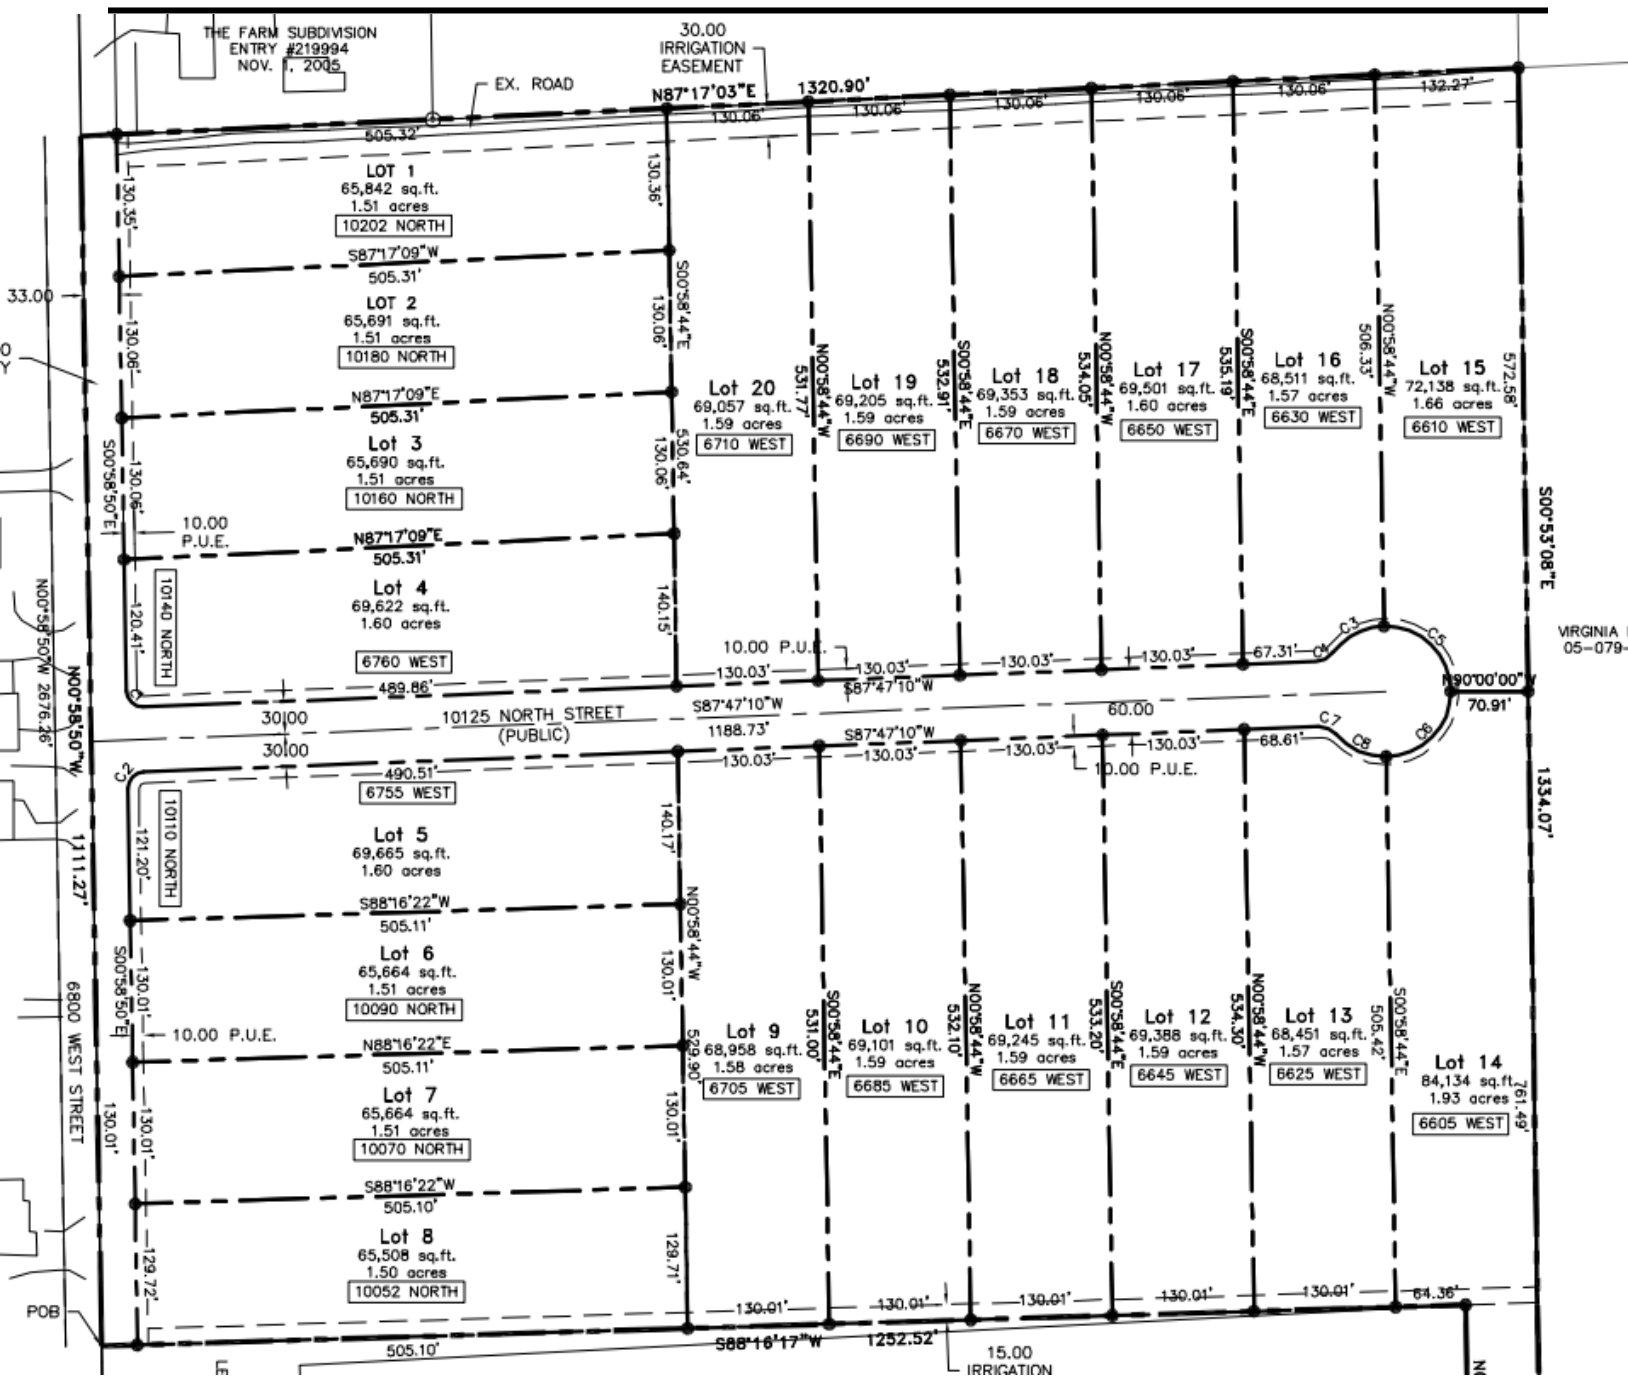 THE FARM SUBDIVISION
ENTRY #219994
NOV. 1, 2005
30.00
IRRIGATION
EASEMENT
EX. ROAD
N87°17'03"E
1320.90'
505.32'
130.06'
130.06'
130.06'
130.06'
130.06'
132.27'
130.35'
LOT 1
65,842 sq.ft.
1.51 acres
10202 NORTH
130.36'
S87°17'09"W
505.31'
33.00
130.06'
LOT 2
65,691 sq.ft.
1.51 acres
10180 NORTH
S00°58'44"E
130.06'
N87°17'09"E
505.31'
S00°58'50"E
130.06'
Lot 3
65,690 sq.ft.
1.51 acres
10160 NORTH
530.64'
130.06'
10.00
P.U.E.
N87°17'09"E
505.31'
10140 NORTH
120.41'
Lot 4
69,622 sq.ft.
1.60 acres
6760 WEST
140.15'
489.86'
Lot 20
69,057 sq.ft.
1.59 acres
6710 WEST
N00°58'44"W
531.77'
Lot 19
69,205 sq.ft.
1.59 acres
6690 WEST
S00°58'44"E
532.91'
Lot 18
69,353 sq.ft.
1.59 acres
6670 WEST
N00°58'44"W
534.05'
Lot 17
69,501 sq.ft.
1.60 acres
6650 WEST
S00°58'44"E
535.19'
Lot 16
68,511 sq.ft.
1.57 acres
6630 WEST
N00°58'44"W
506.33'
Lot 15
72,138 sq.ft.
1.66 acres
6610 WEST
572.58'
S00°53'08"E
VIRGINIA
05-079-
10.00 P.U.E.
130.03'
130.03'
130.03'
130.03'
67.31'
C4
C3
C5
S87°47'10"W
N90°00'00"W
70.91'
N00°58'50"W 2676.26'
N00°58'50"W
30.00
30.00
10125 NORTH STREET
(PUBLIC)
S87°47'10"W
1188.73'
60.00
S87°47'10"W
130.03'
130.03'
130.03'
130.03'
68.61'
C7
C8
C6
10.00 P.U.E.
C2
490.51'
6755 WEST
10110 NORTH
121.20'
Lot 5
69,665 sq.ft.
1.60 acres
140.17'
1111.27'
1334.07'
S88°16'22"W
505.11'
S00°58'50"E
130.01'
Lot 6
65,664 sq.ft.
1.51 acres
10090 NORTH
N00°58'44"W
130.01'
10.00 P.U.E.
N88°16'22"E
505.11'
6800 WEST STREET
130.01'
130.01'
Lot 7
65,664 sq.ft.
1.51 acres
10070 NORTH
529.90'
130.01'
S88°16'22"W
505.10'
129.72'
Lot 8
65,508 sq.ft.
1.50 acres
10052 NORTH
129.71'
Lot 9
68,958 sq.ft.
1.58 acres
6705 WEST
S00°58'44"E
531.00'
Lot 10
69,101 sq.ft.
1.59 acres
6685 WEST
N00°58'44"W
532.10'
Lot 11
69,245 sq.ft.
1.59 acres
6665 WEST
S00°58'44"E
533.20'
Lot 12
69,388 sq.ft.
1.59 acres
6645 WEST
N00°58'44"W
534.30'
Lot 13
68,451 sq.ft.
1.57 acres
6625 WEST
S00°58'44"E
505.42'
Lot 14
84,134 sq.ft.
1.93 acres
6605 WEST
761.49'
130.01'
130.01'
130.01'
130.01'
130.01'
64.36'
POB
505.10'
S88°16'17"W
1252.52'
15.00
IRRIGATION